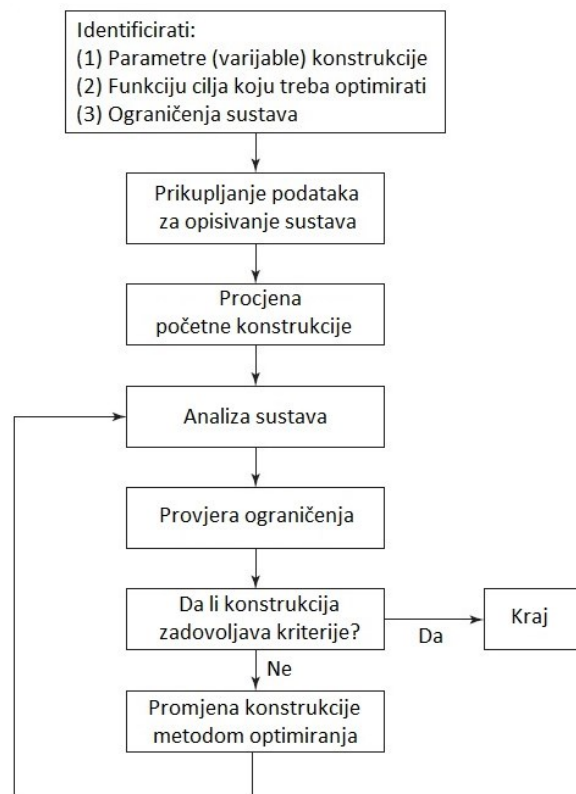 Identificirati:
(1) Parametre (varijable) konstrukcije
(2) Funkciju cilja koju treba optimirati
(3) Ograničenja sustava
Prikupljanje podataka
za opisivanje sustava
Procjena
početne konstrukcije
Analiza sustava
Provjera ograničenja
Da li konstrukcija
zadovoljava kriterije?
Da
Kraj
Ne
Promjena konstrukcije
metodom optimiranja